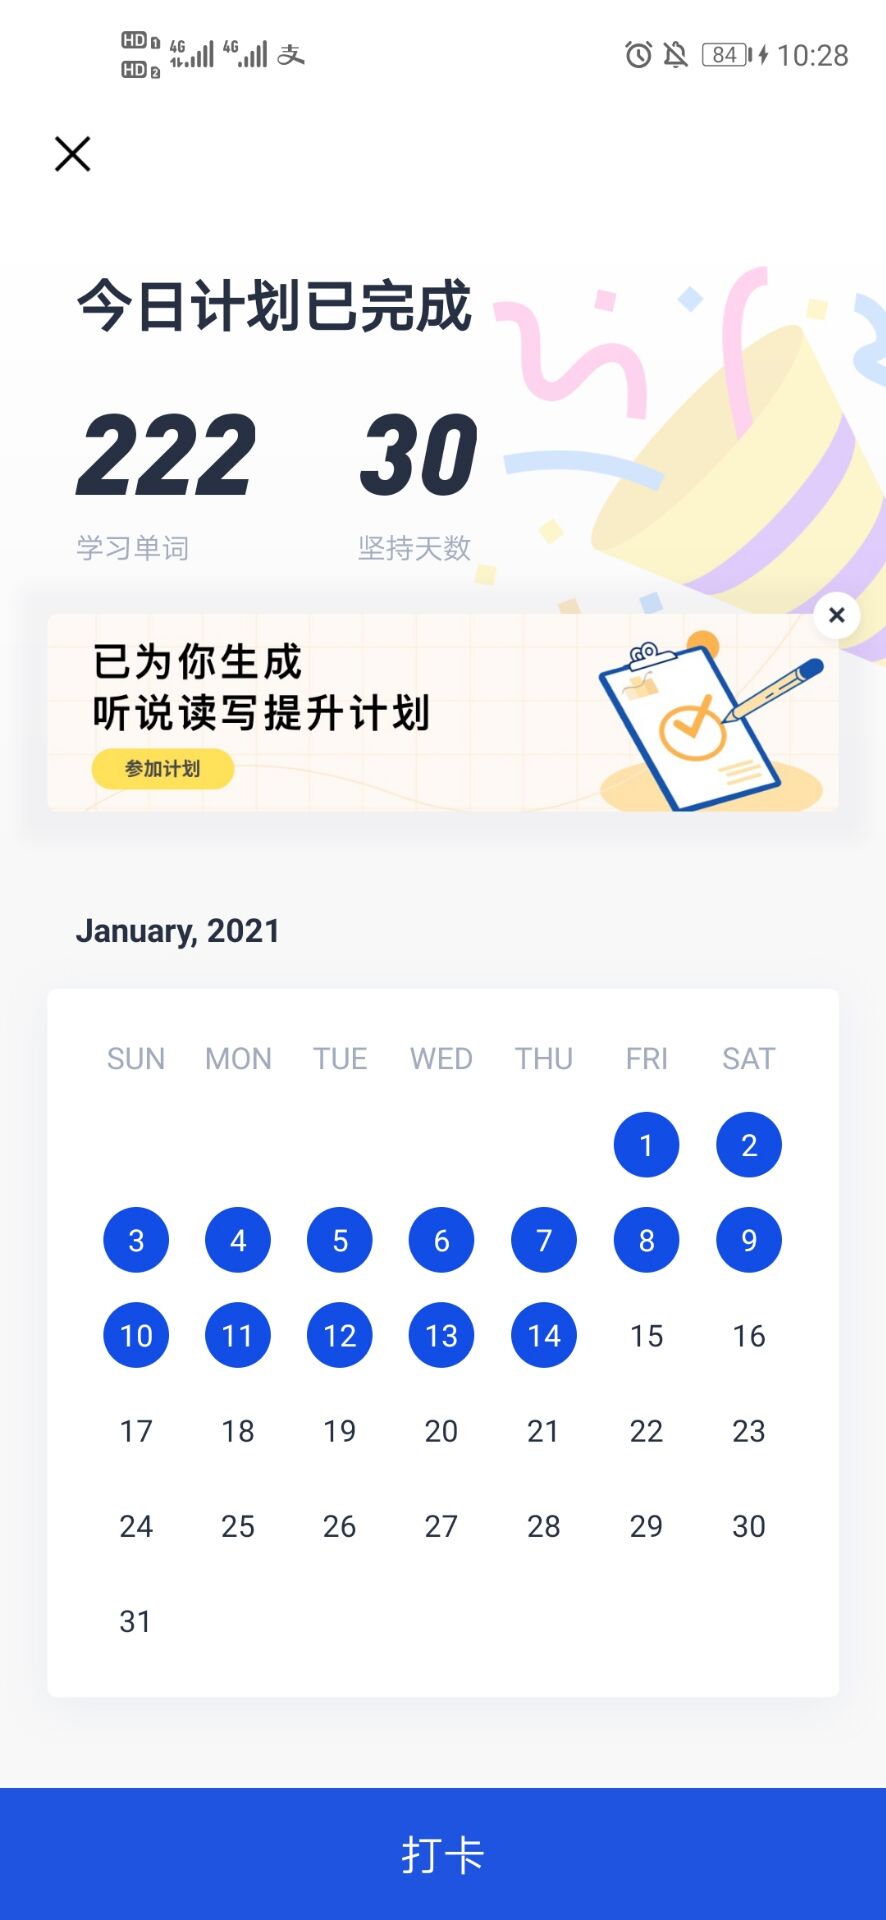 HD 1 4G 4G 支 84 10:28
HD 2
今日计划已完成
222 30
学习单词 坚持天数
已为你生成
听说读写提升计划
参加计划
January, 2021
SUN MON TUE WED THU FRI SAT
1 2
3 4 5 6 7 8 9
10 11 12 13 14 15 16
17 18 19 20 21 22 23
24 25 26 27 28 29 30
31
打卡